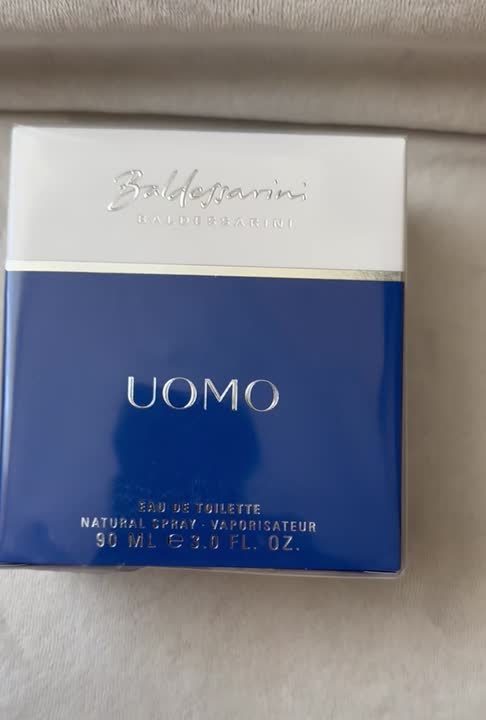 Baldessarini
BALDESSARINI
UOMO
EAU DE TOILETTE
NATURAL SPRAY · VAPORISATEUR
90 ML ℮ 3.0 FL. OZ.